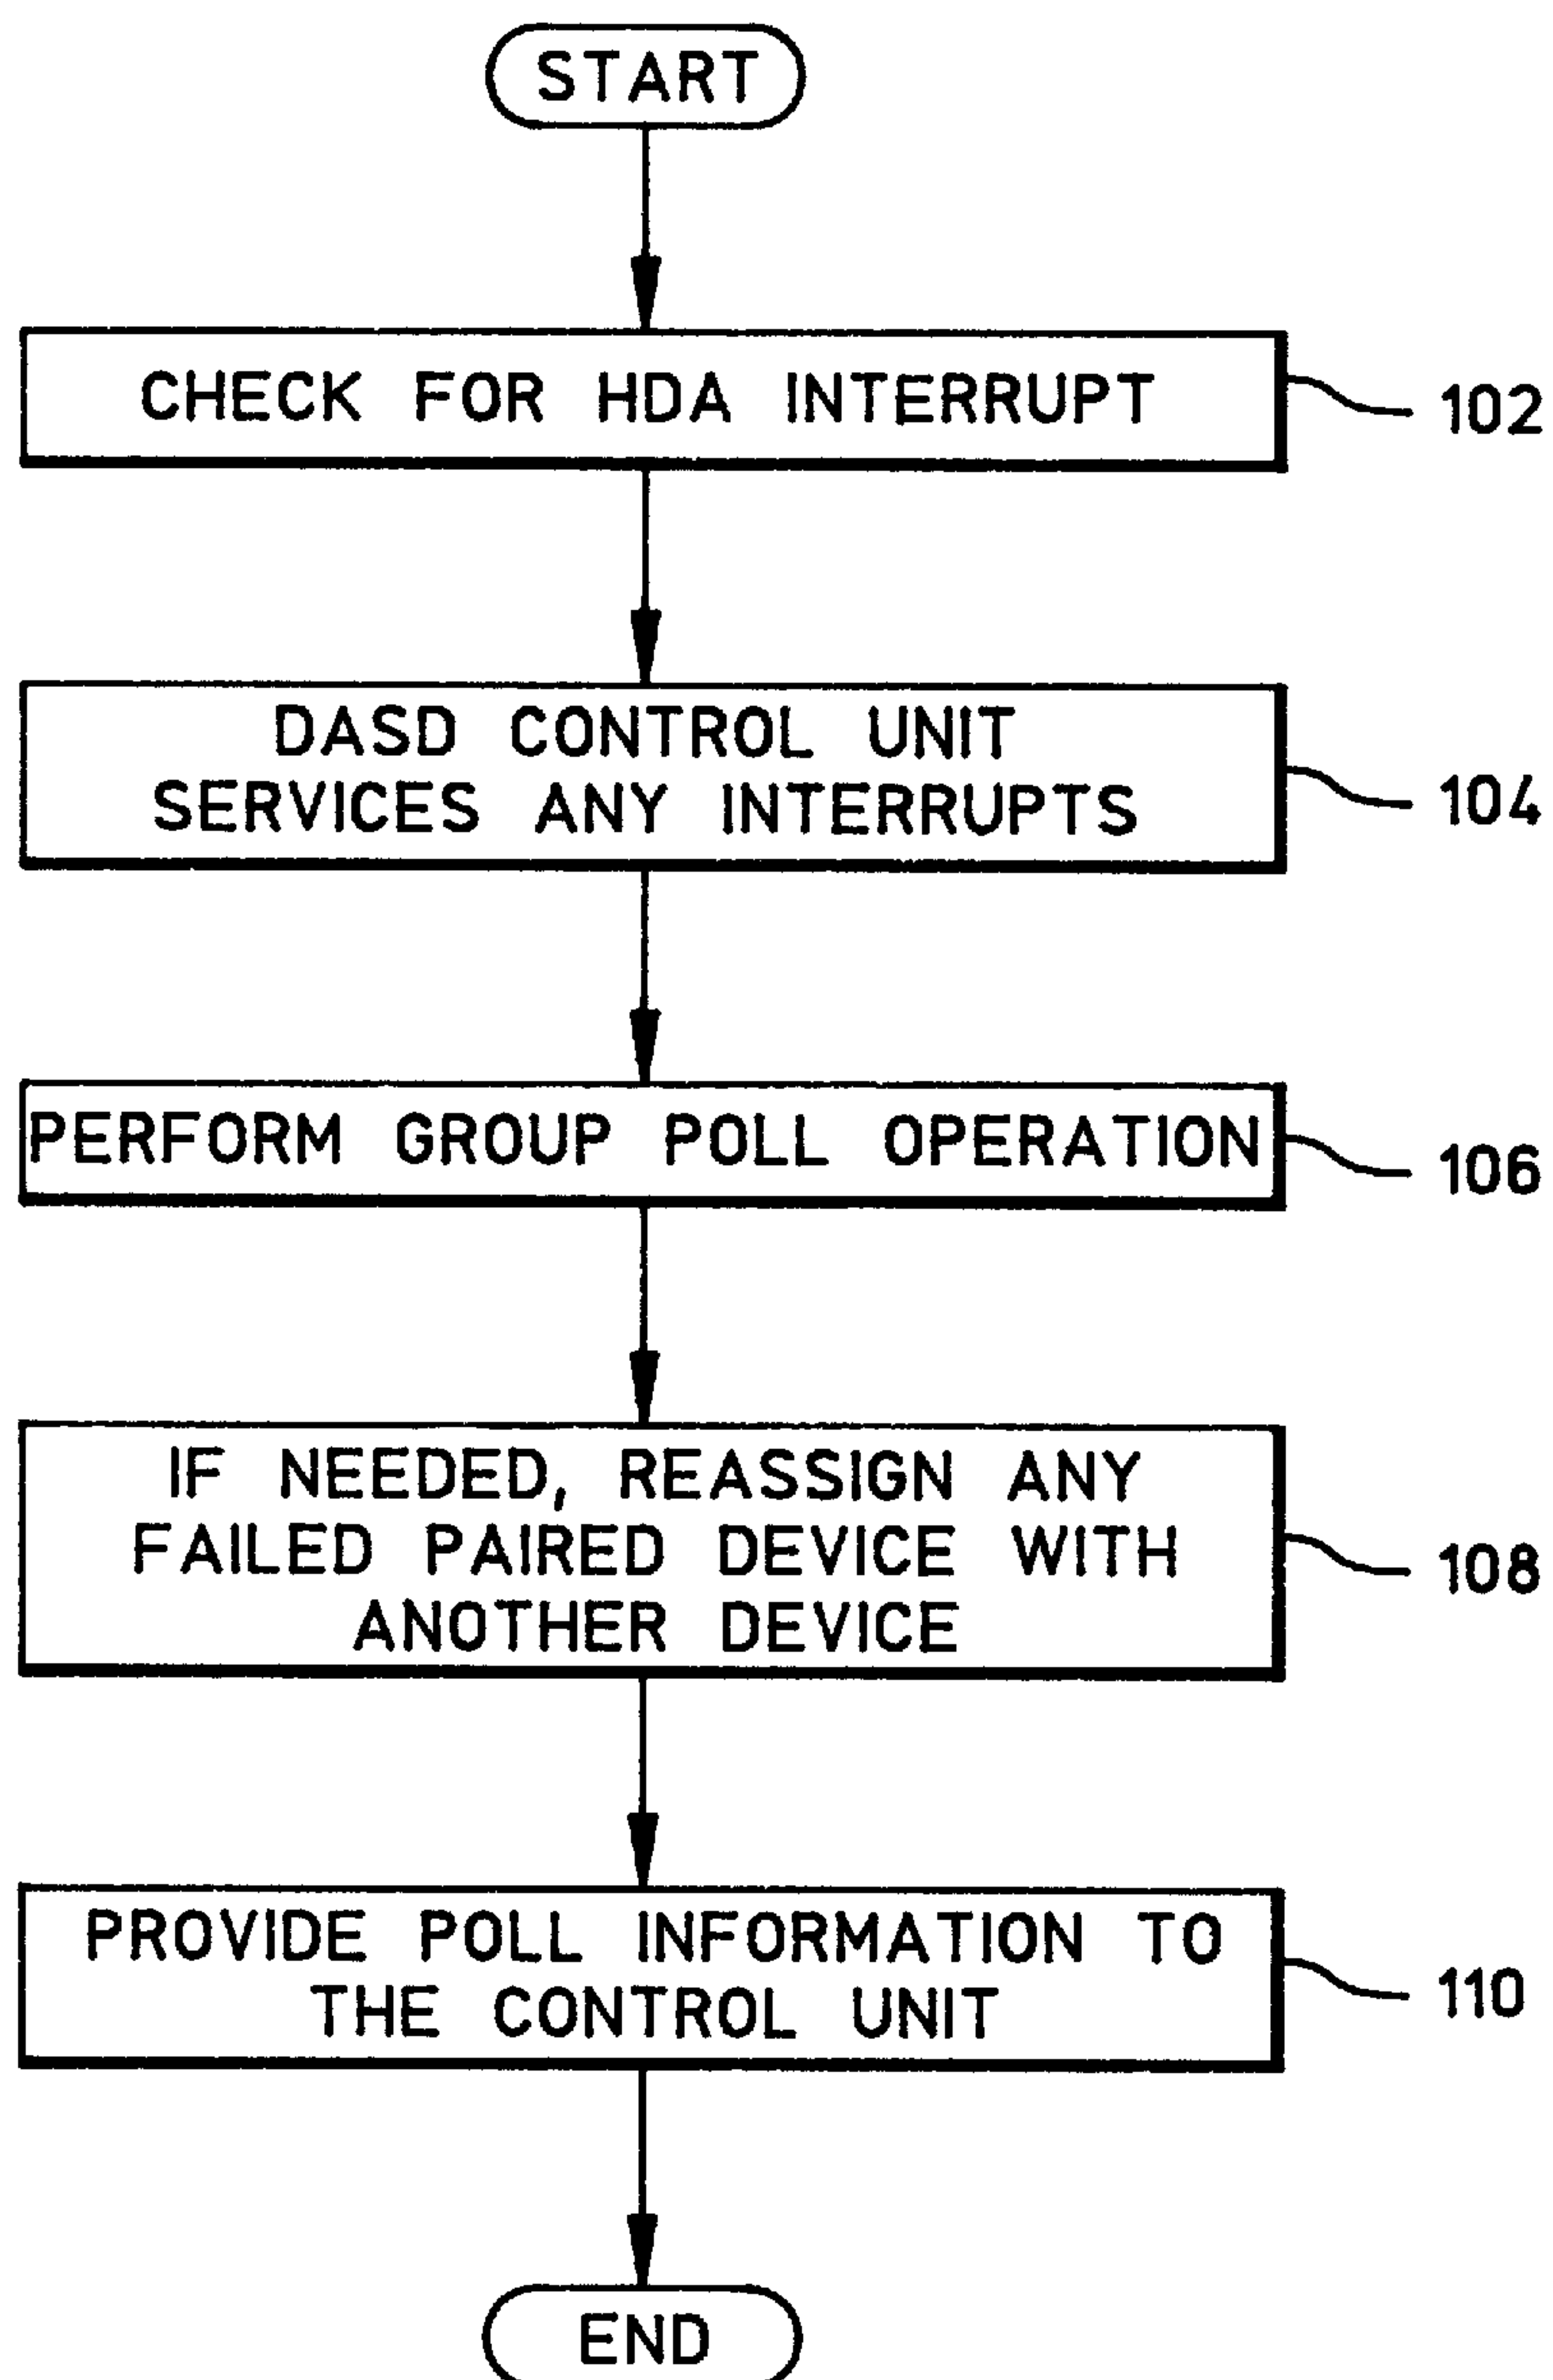 START
CHECK FOR HDA INTERRUPT
102
DASD CONTROL UNIT
SERVICES ANY INTERRUPTS
104
PERFORM GROUP POLL OPERATION
106
IF NEEDED, REASSIGN ANY
FAILED PAIRED DEVICE WITH
ANOTHER DEVICE
108
PROVIDE POLL INFORMATION TO
THE CONTROL UNIT
110
END